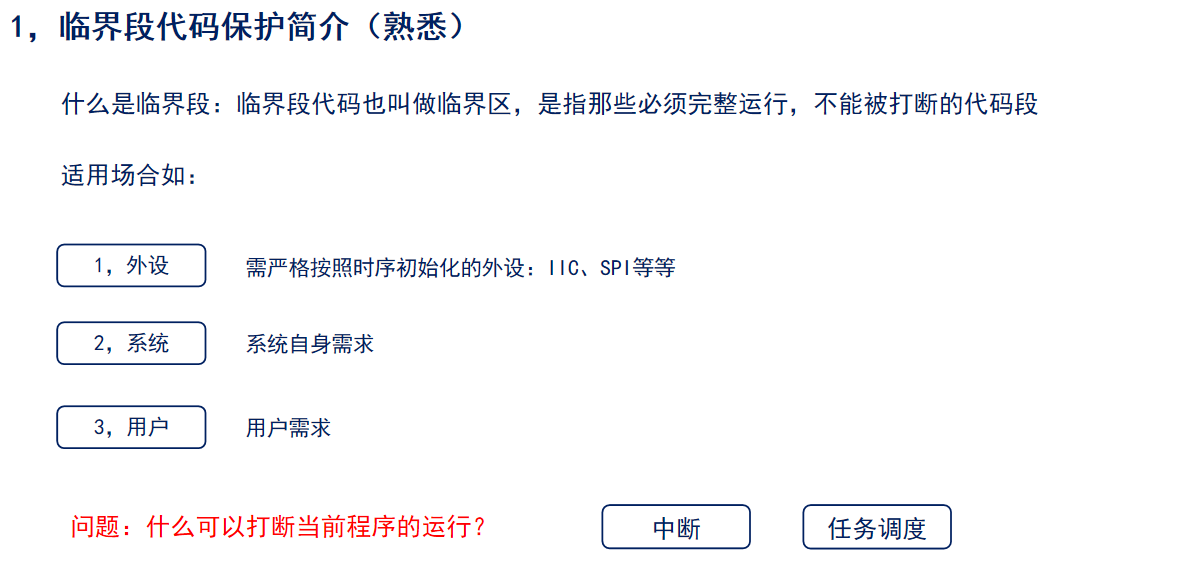 1，临界段代码保护简介（熟悉）
什么是临界段：临界段代码也叫做临界区，是指那些必须完整运行，不能被打断的代码段
适用场合如：
1，外设 需严格按照时序初始化的外设：IIC、SPI等等
2，系统 系统自身需求
3，用户 用户需求
问题：什么可以打断当前程序的运行？ 中断 任务调度